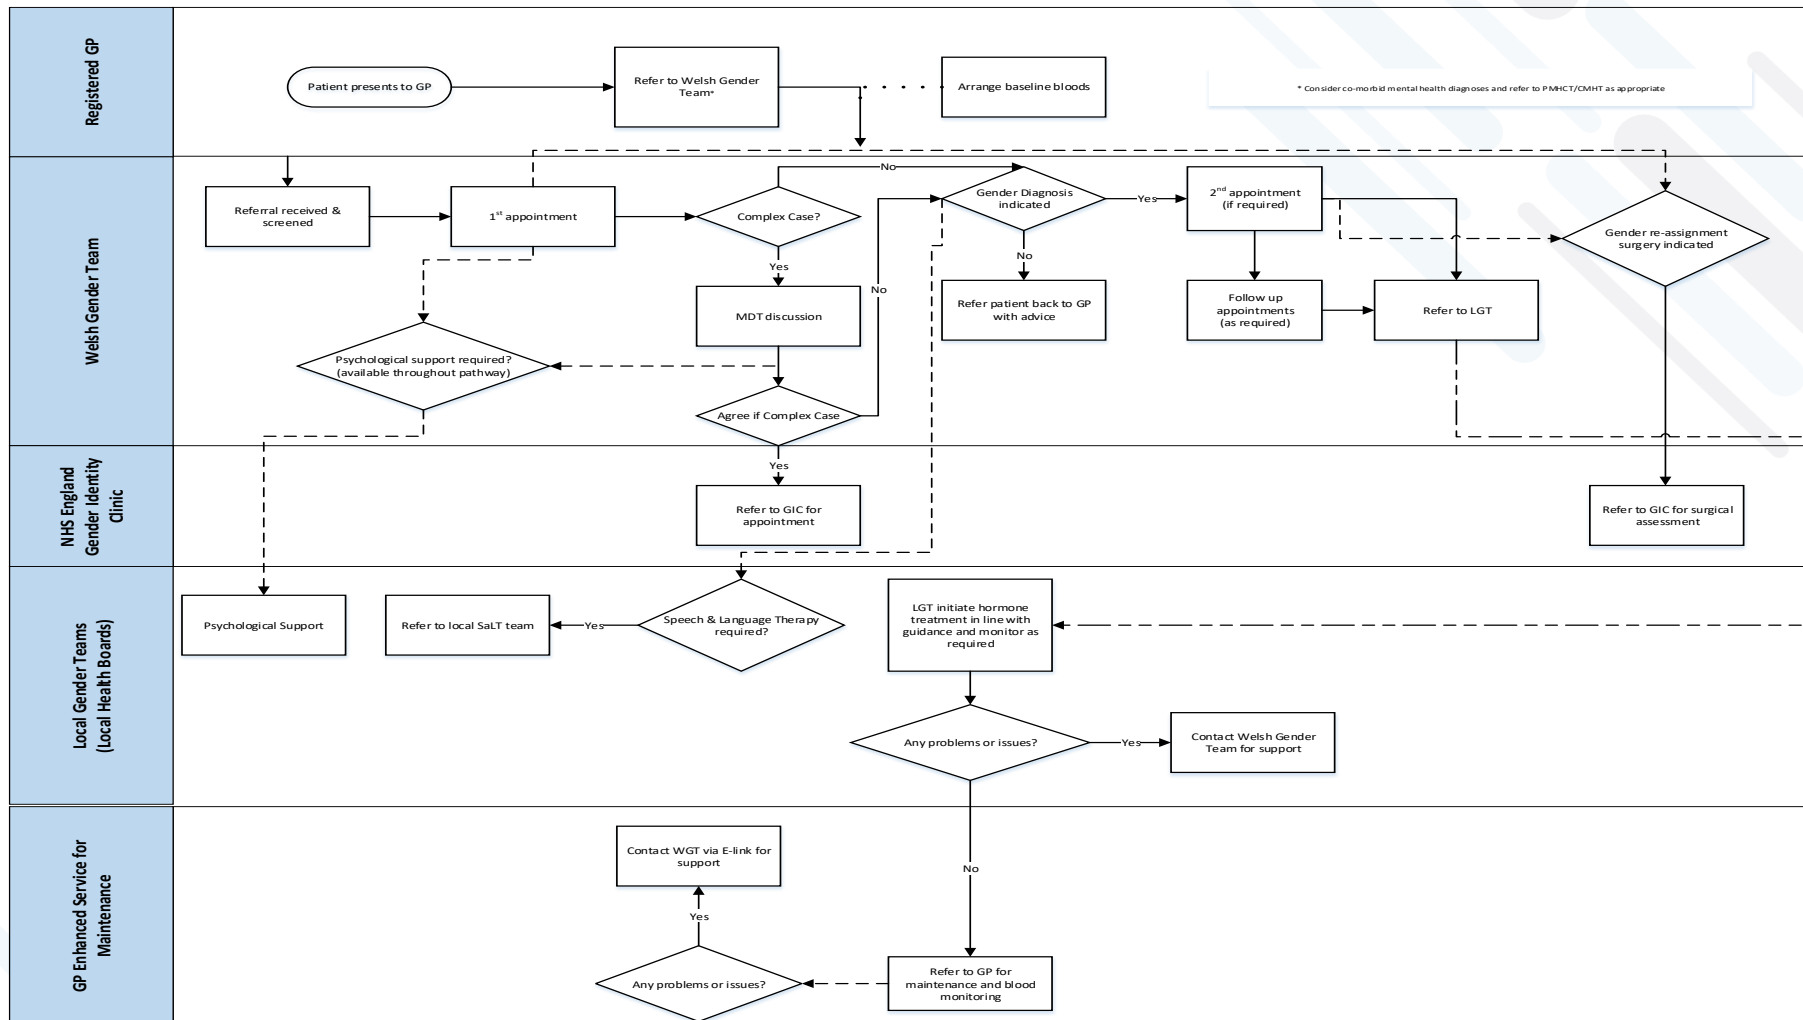 Registered GP
Patient presents to GP
Refer to Welsh Gender
Team*
Arrange baseline bloods
* Consider co-morbid mental health diagnoses and refer to PMHCT/CMHT as appropriate
Welsh Gender Team
Referral received &
screened
1st appointment
Complex Case?
No
Yes
MDT discussion
Agree if Complex Case
No
Psychological support required?
(available throughout pathway)
Gender Diagnosis
indicated
Yes
No
Refer patient back to GP
with advice
2nd appointment
(if required)
Follow up
appointments
(as required)
Refer to LGT
Gender re-assignment
surgery indicated
NHS England
Gender Identity
Clinic
Yes
Refer to GIC for
appointment
Refer to GIC for surgical
assessment
Local Gender Teams
(Local Health Boards)
Psychological Support
Refer to local SaLT team
Yes
Speech & Language Therapy
required?
LGT initiate hormone
treatment in line with
guidance and monitor as
required
Any problems or issues?
Yes
Contact Welsh Gender
Team for support
GP Enhanced Service for
Maintenance
No
Contact WGT via E-link for
support
Yes
Any problems or issues?
Refer to GP for
maintenance and blood
monitoring